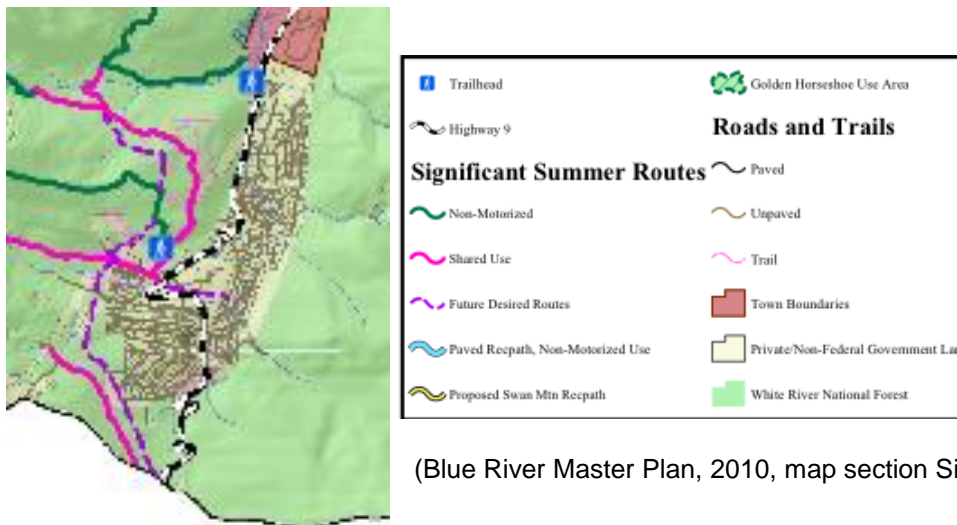 Trailhead
Golden Horseshoe Use Area
Highway 9
Roads and Trails
Significant Summer Routes
Paved
Non-Motorized
Unpaved
Shared Use
Trail
Future Desired Routes
Town Boundaries
Paved Recpath, Non-Motorized Use
Private/Non-Federal Government La
Proposed Swan Mtn Recpath
White River National Forest
(Blue River Master Plan, 2010, map section Si